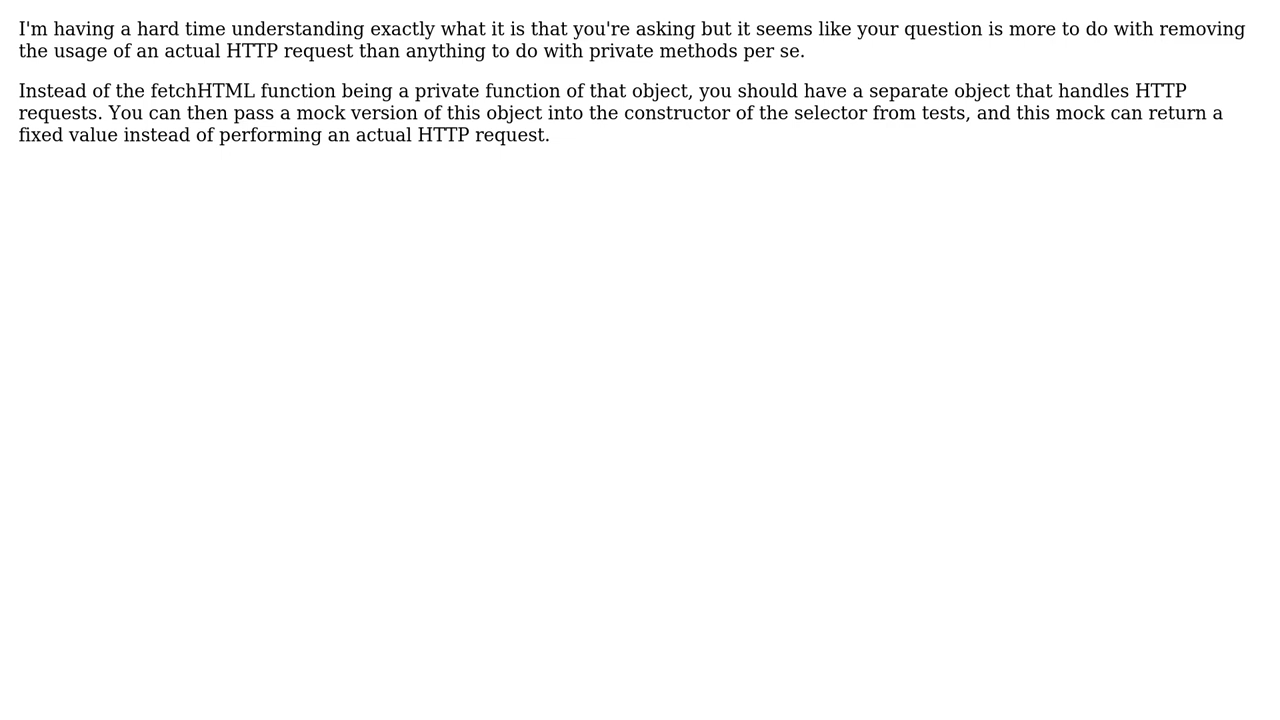 I'm having a hard time understanding exactly what it is that you're asking but it seems like your question is more to do with removing
the usage of an actual HTTP request than anything to do with private methods per se.
Instead of the fetchHTML function being a private function of that object, you should have a separate object that handles HTTP
requests. You can then pass a mock version of this object into the constructor of the selector from tests, and this mock can return a
fixed value instead of performing an actual HTTP request.